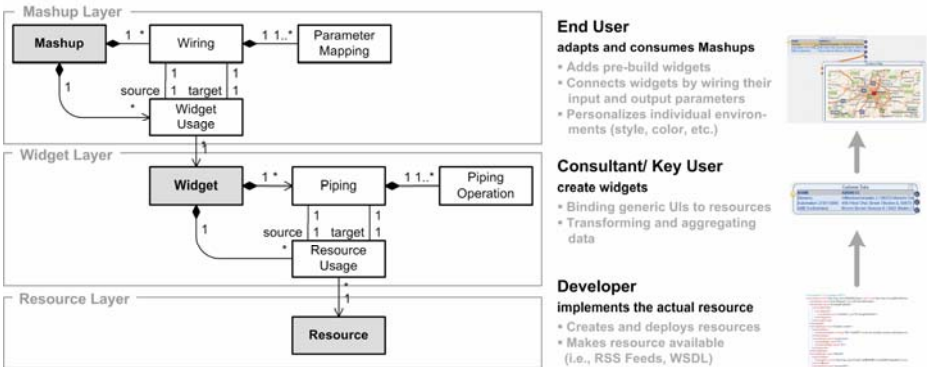 Mashup Layer
Mashup
1 *
Wiring
1 1..*
Parameter
Mapping
1
1 1
source 1 target 1
*
Widget
Usage
*
1
Widget Layer
Widget
1 *
Piping
1 1..*
Piping
Operation
1
1 1
source 1 target 1
*
Resource
Usage
*
1
Resource Layer
Resource
End User
adapts and consumes Mashups
▪ Adds pre-build widgets
▪ Connects widgets by wiring their
input and output parameters
▪ Personalizes individual environ-
ments (style, color, etc.)
Consultant/ Key User
create widgets
▪ Binding generic UIs to resources
▪ Transforming and aggregating
data
Developer
implements the actual resource
▪ Creates and deploys resources
▪ Makes resource available
(i.e., RSS Feeds, WSDL)